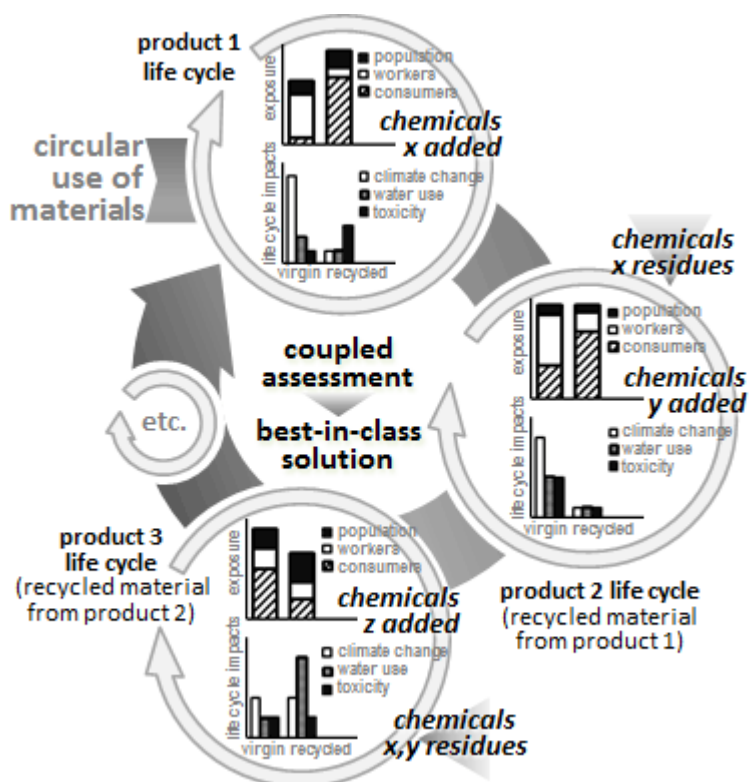 product 1
life cycle
exposure
population
workers
consumers
chemicals
x added
life cycle impacts
climate change
water use
toxicity
virgin recycled
circular
use of
materials
chemicals
x residues
exposure
population
workers
consumers
chemicals
y added
life cycle impacts
climate change
water use
toxicity
virgin recycled
coupled
assessment
best-in-class
solution
etc.
product 3
life cycle
(recycled material
from product 2)
exposure
population
workers
consumers
chemicals
z added
life cycle impacts
climate change
water use
toxicity
virgin recycled
product 2 life cycle
(recycled material
from product 1)
chemicals
x,y residues